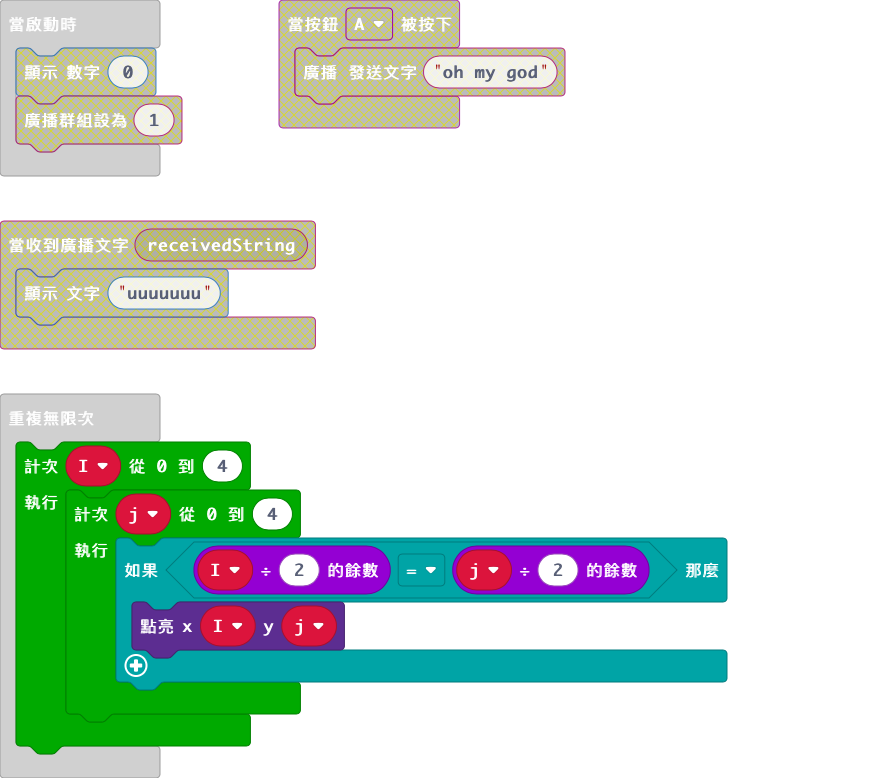 當啟動時
顯示 數字 0
廣播群組設為 1
當按鈕 A 被按下
廣播 發送文字 "oh my god"
當收到廣播文字 receivedString
顯示 文字 "uuuuuuu"
重複無限次
計次 I 從 0 到 4
執行
計次 j 從 0 到 4
執行
如果 I ÷ 2 的餘數 = j ÷ 2 的餘數 那麼
點亮 x I y j